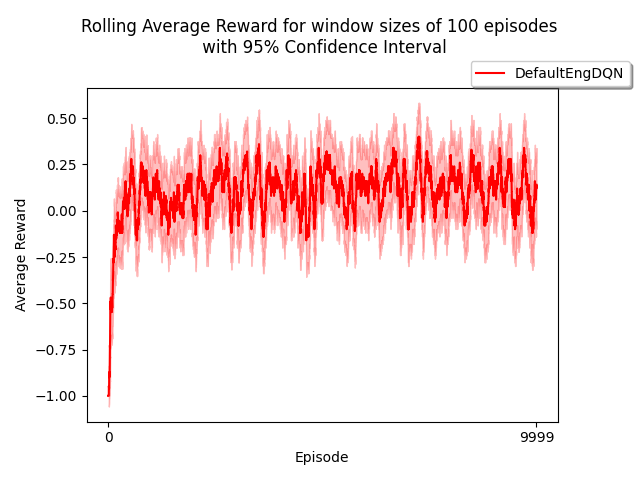 Rolling Average Reward for window sizes of 100 episodes
with 95% Confidence Interval
DefaultEngDQN
0.50
0.25
0.00
−0.25
−0.50
−0.75
−1.00
Average Reward
0 9999
Episode